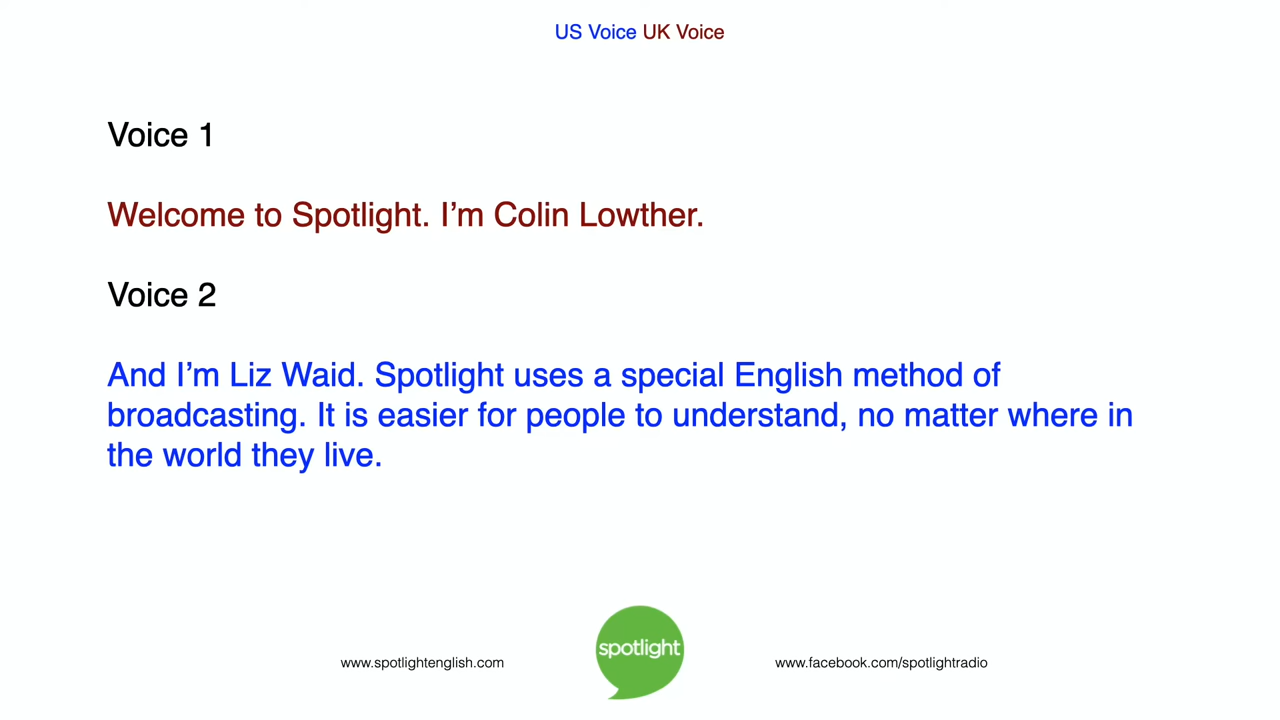 US Voice UK Voice
Voice 1
Welcome to Spotlight. I’m Colin Lowther.
Voice 2
And I’m Liz Waid. Spotlight uses a special English method of
broadcasting. It is easier for people to understand, no matter where in
the world they live.
www.spotlightenglish.com
spotlight
www.facebook.com/spotlightradio